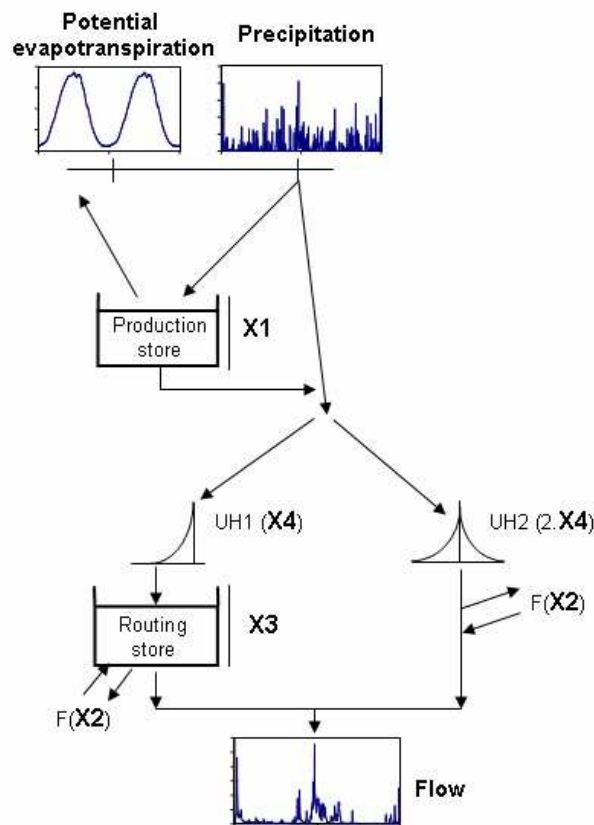 Potential
evapotranspiration
Precipitation
Production
store
X1
UH1 (X4)
UH2 (2.X4)
Routing
store
X3
F(X2)
F(X2)
Flow